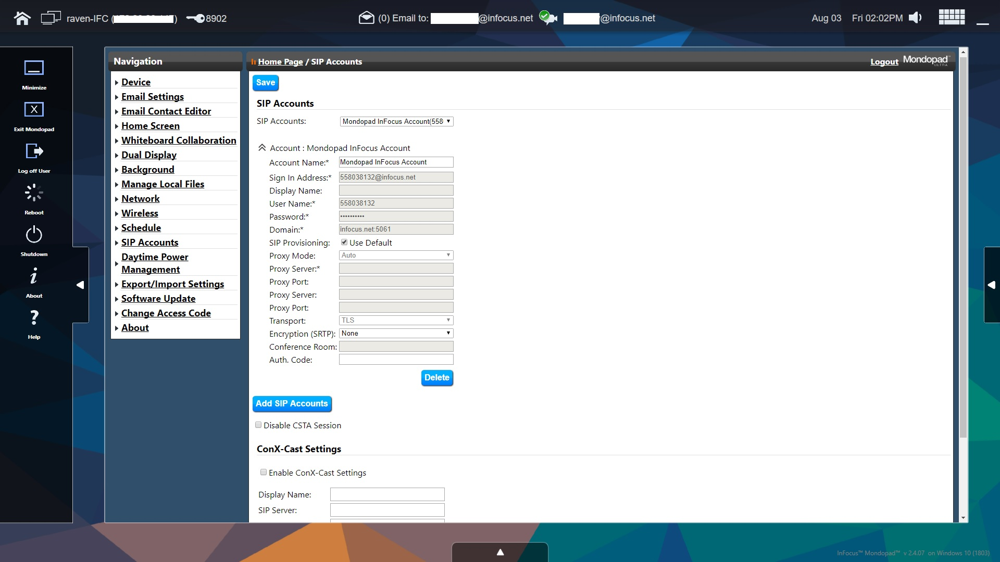 raven-IFC ( ) 8902 (0) Email to: @infocus.net @infocus.net Aug 03 Fri 02:02PM
Minimize
X
Exit Mondopad
Log off User
Reboot
Shutdown
i
About
?
Help
Navigation
Device
Email Settings
Email Contact Editor
Home Screen
Whiteboard Collaboration
Dual Display
Background
Manage Local Files
Network
Wireless
Schedule
SIP Accounts
Daytime Power
Management
Export/Import Settings
Software Update
Change Access Code
About
Home Page / SIP Accounts Logout Mondopad™
ULTRA
Save
SIP Accounts
SIP Accounts: Mondopad InFocus Account(558
Account : Mondopad InFocus Account
Account Name:* Mondopad InFocus Account
Sign In Address:* 558038132@infocus.net
Display Name:
User Name:* 558038132
Password:* ••••••••••
Domain:* infocus.net:5061
SIP Provisioning: Use Default
Proxy Mode: Auto
Proxy Server:*
Proxy Port:
Proxy Server:
Proxy Port:
Transport: TLS
Encryption (SRTP): None
Conference Room:
Auth. Code:
Delete
Add SIP Accounts
Disable CSTA Session
ConX-Cast Settings
Enable ConX-Cast Settings
Display Name:
SIP Server:
InFocus™ Mondopad™ v 2.4.07 on Windows 10 (1803)